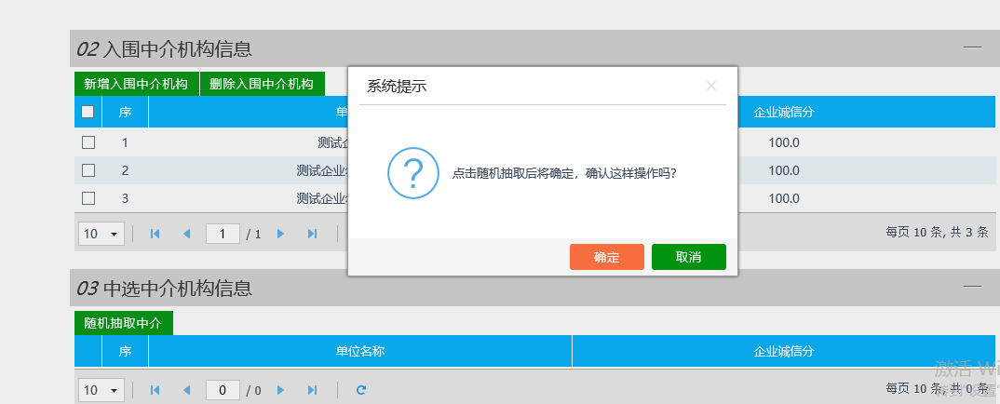 02 入围中介机构信息
新增入围中介机构 删除入围中介机构
系统提示
序 单 企业诚信分
1 测试企 100.0
2 测试企业 100.0
3 测试企业 100.0
点击随机抽取后将确定，确认这样操作吗？
10 1 / 1 每页 10 条, 共 3 条
确定 取消
03 中选中介机构信息
随机抽取中介
序 单位名称 企业诚信分
激活 Wi
10 0 / 0 每页 10 条, 共 0 条
转到"设置"